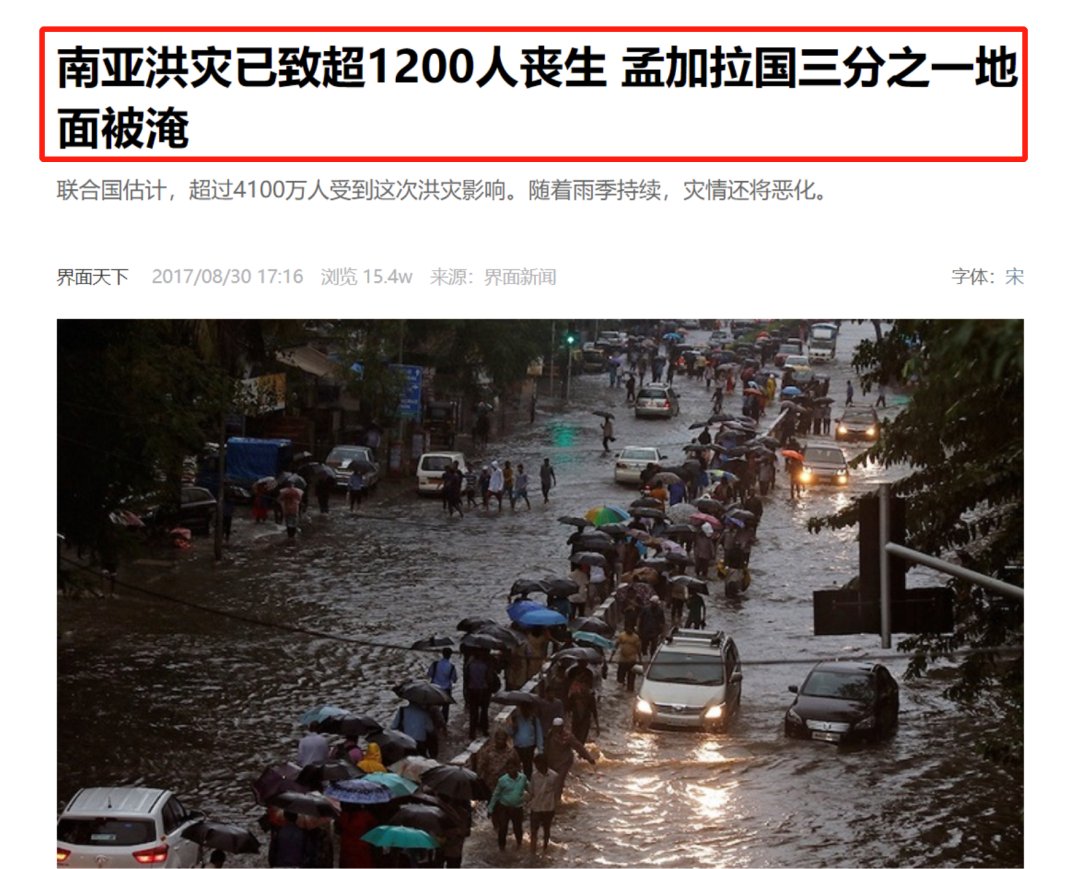 南亚洪灾已致超1200人丧生 孟加拉国三分之一地
面被淹
联合国估计，超过4100万人受到这次洪灾影响。随着雨季持续，灾情还将恶化。
界面天下 2017/08/30 17:16 浏览 15.4w 来源：界面新闻 字体：宋